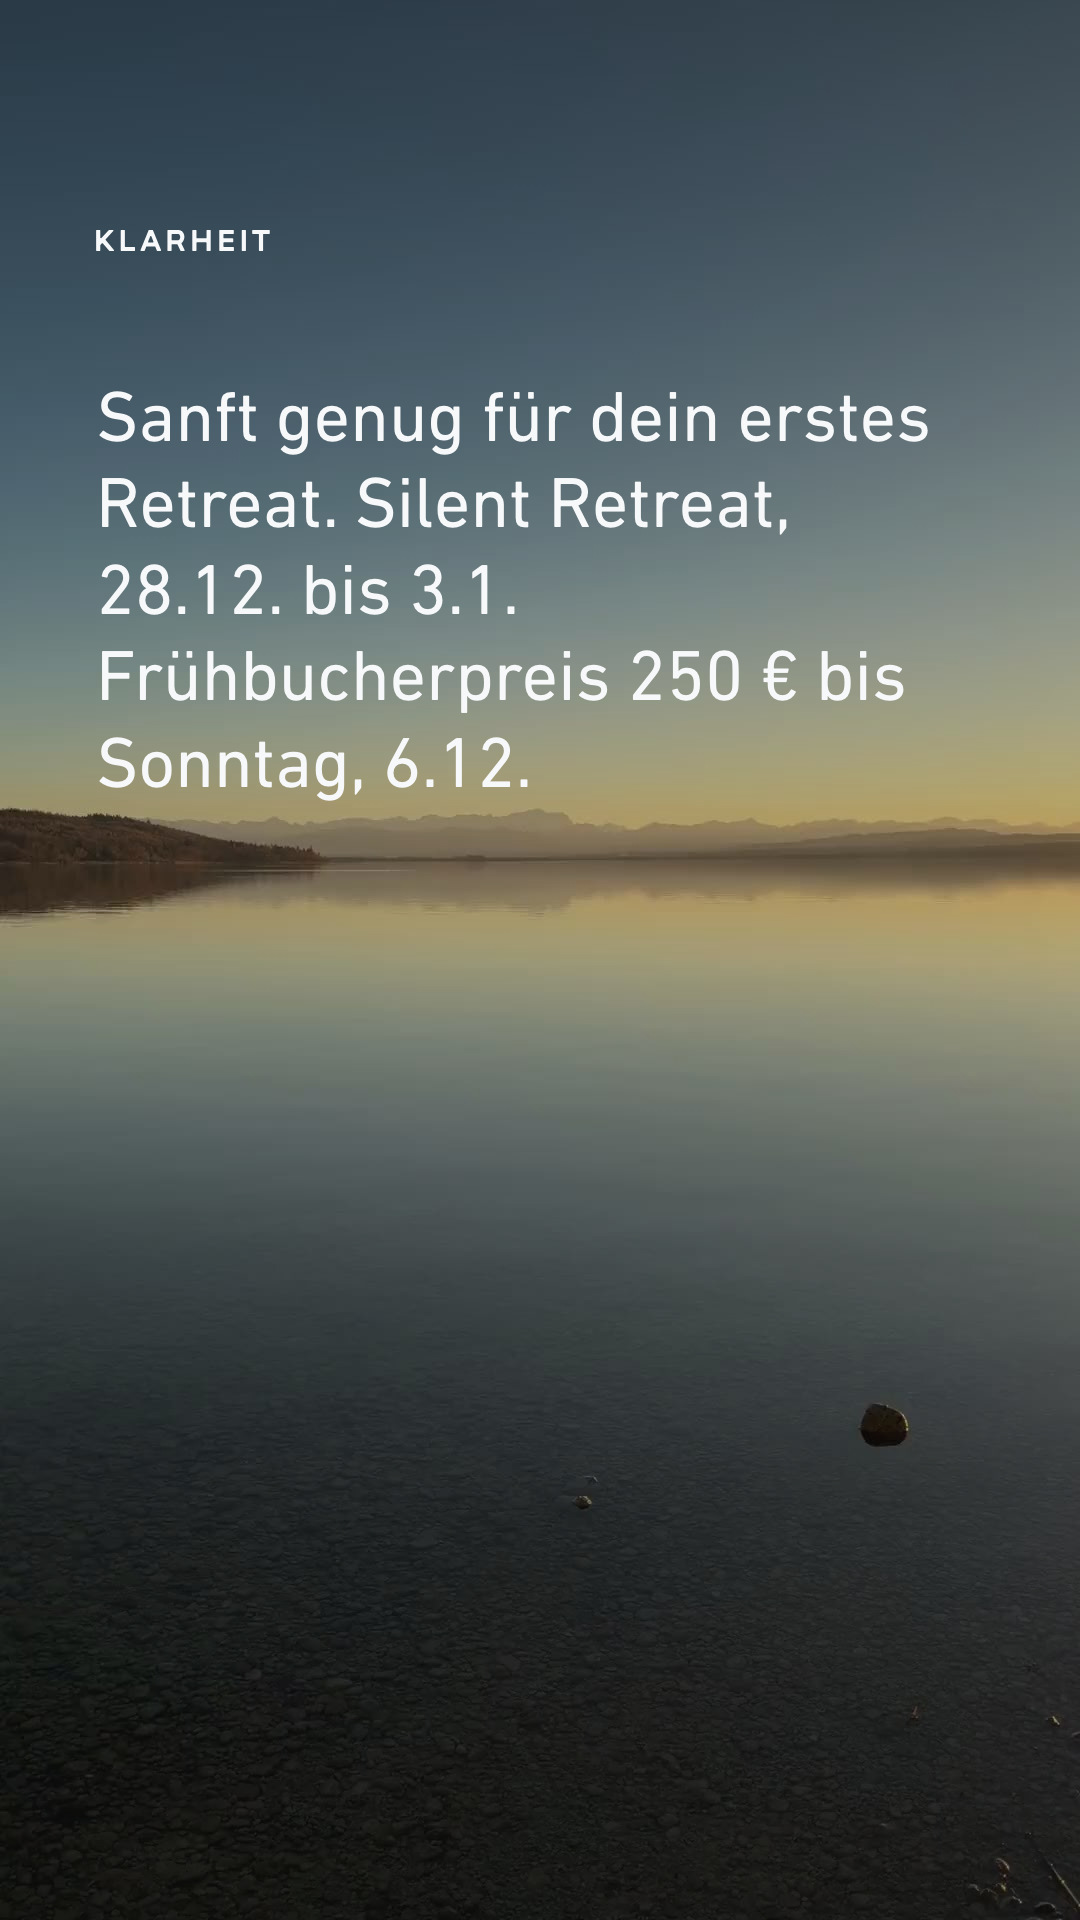 KLARHEIT
Sanft genug für dein erstes
Retreat. Silent Retreat,
28.12. bis 3.1.
Frühbucherpreis 250 € bis
Sonntag, 6.12.